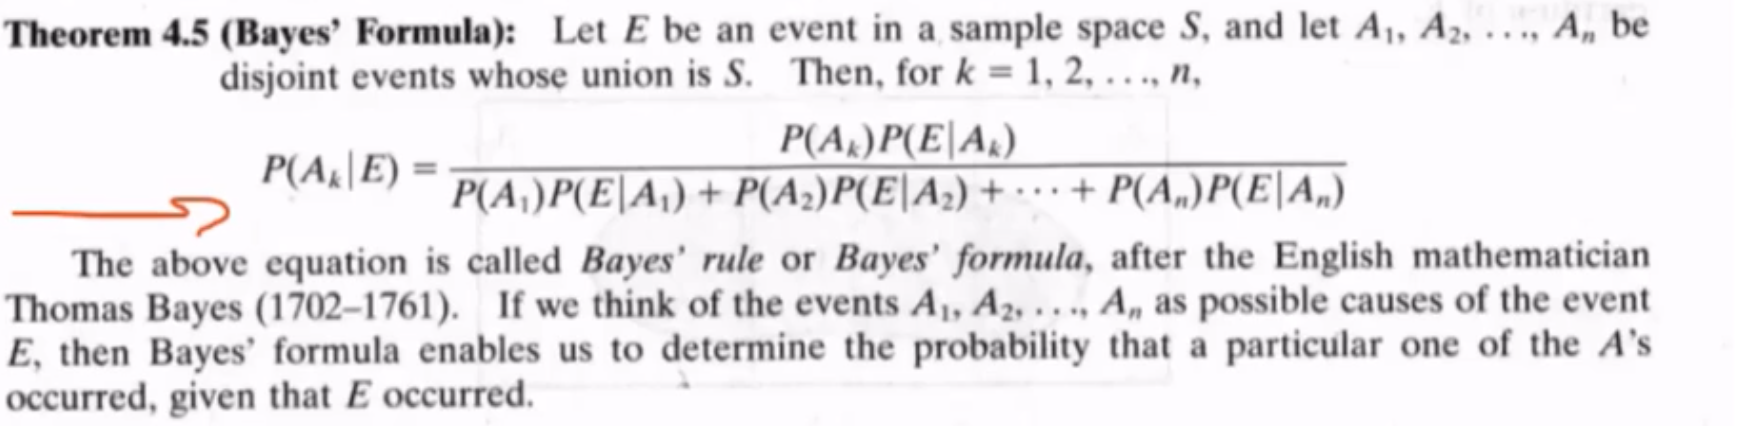 Theorem 4.5 (Bayes' Formula): Let E be an event in a sample space S, and let A₁, A₂, ..., Aₙ be
disjoint events whose union is S. Then, for k = 1, 2, ..., n,
P(Aₖ)P(E|Aₖ)
P(Aₖ|E) =
P(A₁)P(E|A₁) + P(A₂)P(E|A₂) + ··· + P(Aₙ)P(E|Aₙ)
The above equation is called Bayes' rule or Bayes' formula, after the English mathematician
Thomas Bayes (1702–1761). If we think of the events A₁, A₂, ..., Aₙ as possible causes of the event
E, then Bayes' formula enables us to determine the probability that a particular one of the A's
occurred, given that E occurred.